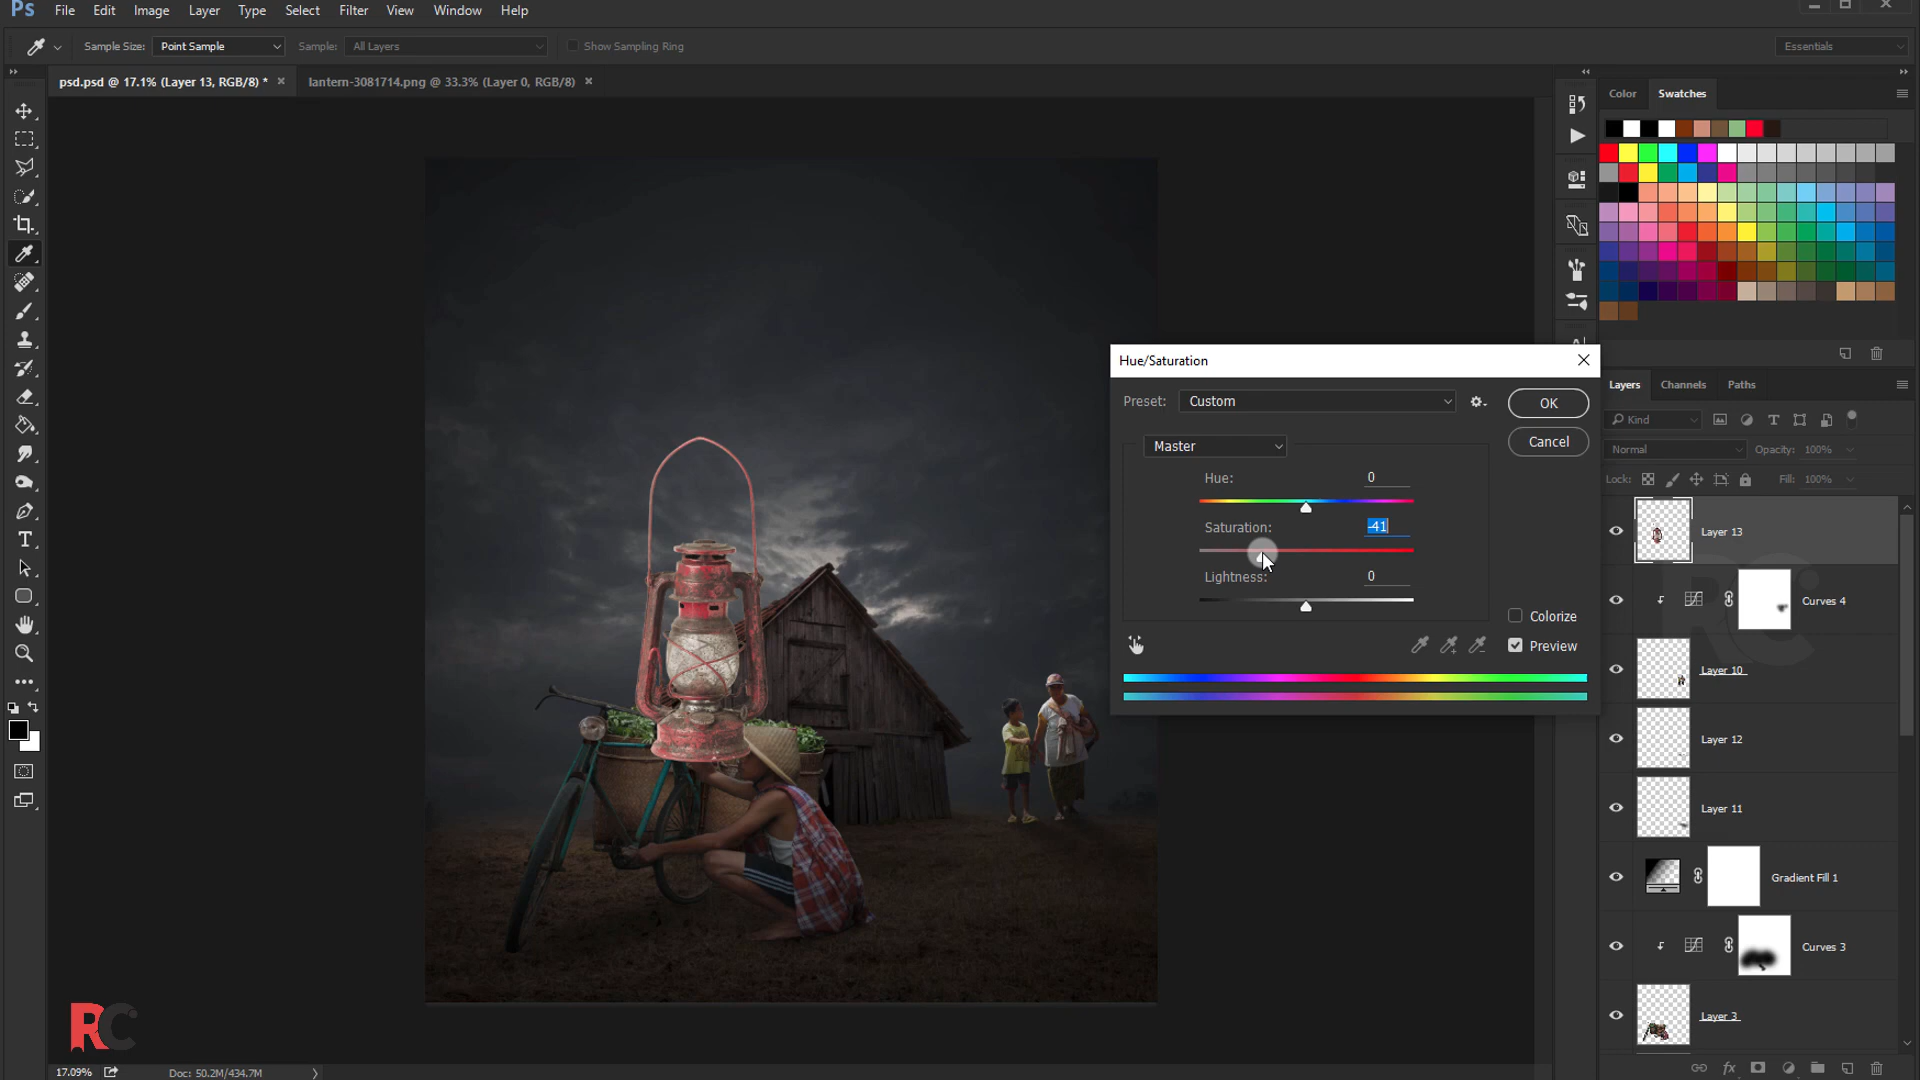 Ps File Edit Image Layer Type Select Filter View Window Help
Sample Size: Point Sample Sample: All Layers Show Sampling Ring Essentials
psd.psd @ 17.1% (Layer 13, RGB/8) * × lantern-3081714.png @ 33.3% (Layer 0, RGB/8) ×
Color Swatches
Hue/Saturation
Preset: Custom OK
Cancel
Master
Hue: 0
Saturation: -41
Lightness: 0
Colorize
Preview
Layers Channels Paths
Kind
Normal Opacity: 100%
Lock: Fill: 100%
Layer 13
Curves 4
Layer 10
Layer 12
Layer 11
Gradient Fill 1
Curves 3
Layer 3
RC
17.09% Doc: 50.2M/434.7M